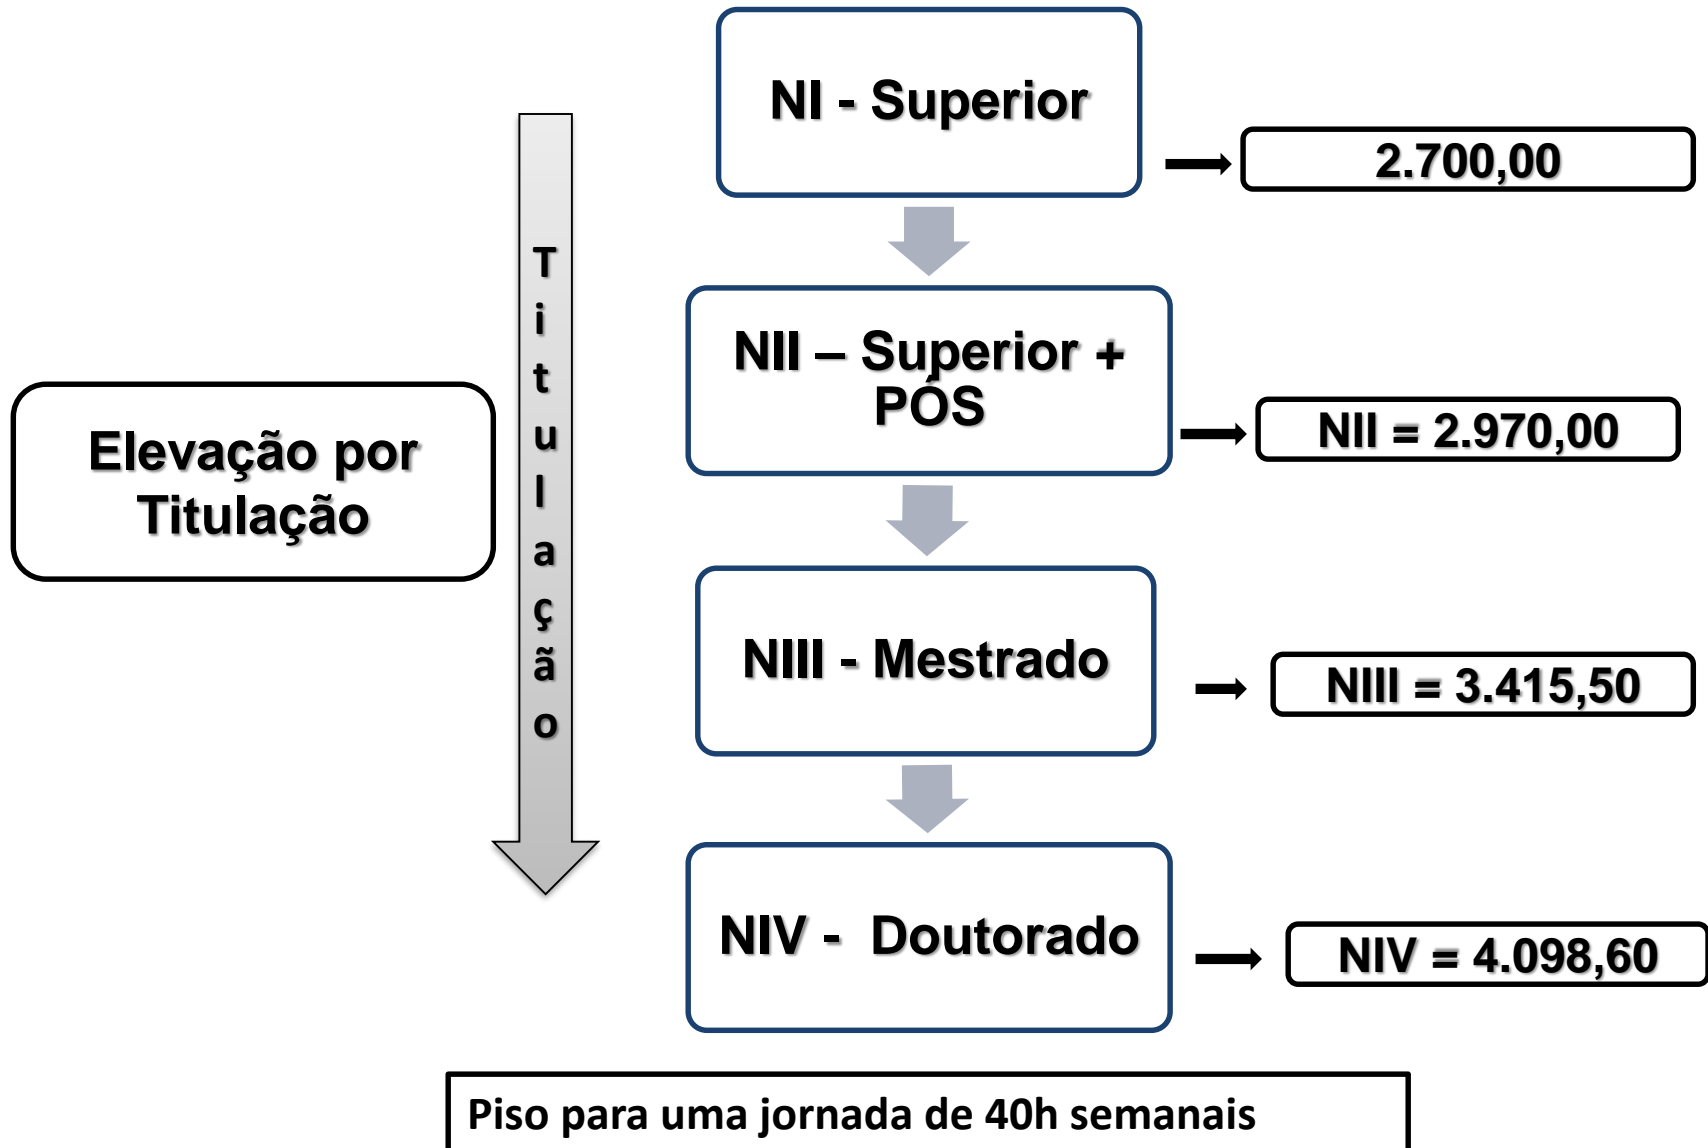 NI - Superior
2.700,00
Titulação
NII – Superior +
PÓS
NII = 2.970,00
Elevação por
Titulação
NIII - Mestrado
NIII = 3.415,50
NIV -  Doutorado
NIV = 4.098,60
Piso para uma jornada de 40h semanais